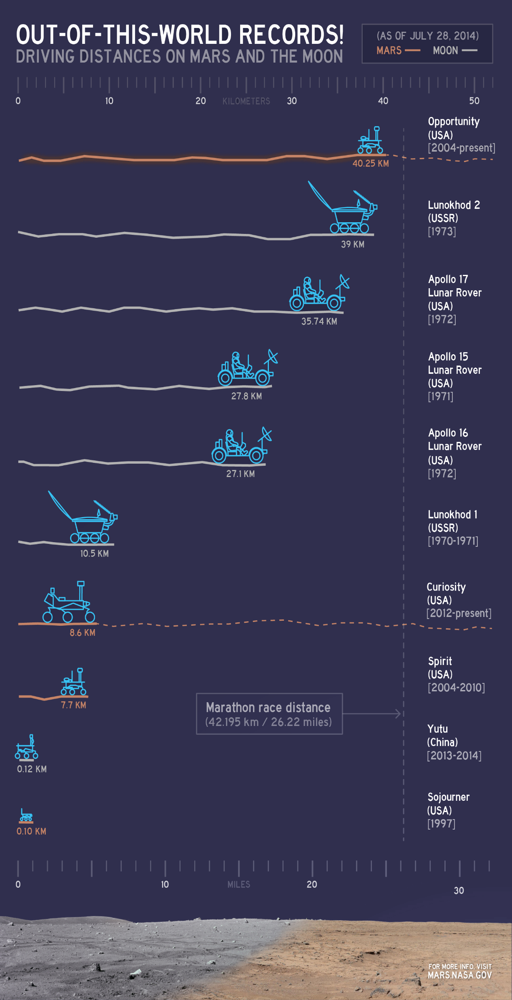 OUT-OF-THIS-WORLD RECORDS!
DRIVING DISTANCES ON MARS AND THE MOON
(AS OF JULY 28, 2014)
MARS MOON
0 10 20 KILOMETERS 30 40 50
Opportunity
(USA)
[2004-present]
40.25 KM
Lunokhod 2
(USSR)
[1973]
39 KM
Apollo 17
Lunar Rover
(USA)
[1972]
35.74 KM
Apollo 15
Lunar Rover
(USA)
[1971]
27.8 KM
Apollo 16
Lunar Rover
(USA)
[1972]
27.1 KM
Lunokhod 1
(USSR)
[1970-1971]
10.5 KM
Curiosity
(USA)
[2012-present]
8.6 KM
Spirit
(USA)
[2004-2010]
7.7 KM
Marathon race distance
(42.195 km / 26.22 miles)
Yutu
(China)
[2013-2014]
0.12 KM
Sojourner
(USA)
[1997]
0.10 KM
0 10 MILES 20 30
FOR MORE INFO, VISIT
MARS.NASA.GOV